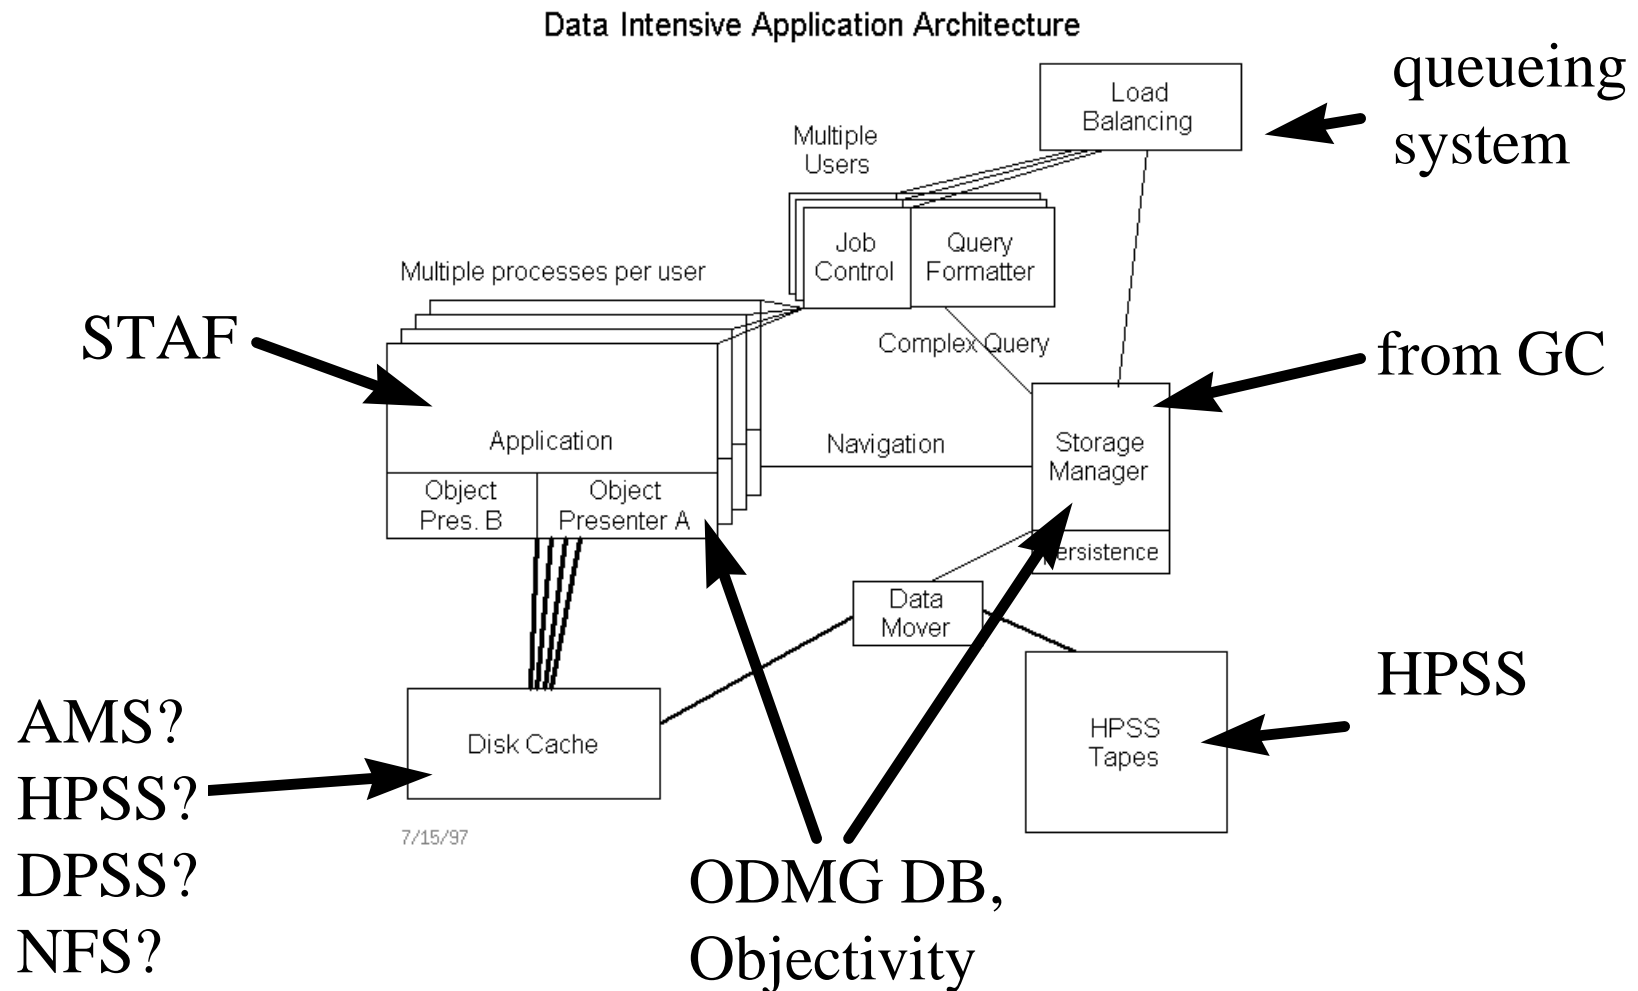 Data Intensive Application Architecture
queueing
system
Load
Balancing
Multiple
Users
Job
Control
Query
Formatter
Multiple processes per user
STAF
Complex Query
from GC
Application
Navigation
Storage
Manager
Object
Pres. B
Object
Presenter A
ersistence
Data
Mover
HPSS
AMS?
HPSS?
DPSS?
NFS?
Disk Cache
HPSS
Tapes
7/15/97
ODMG DB,
Objectivity